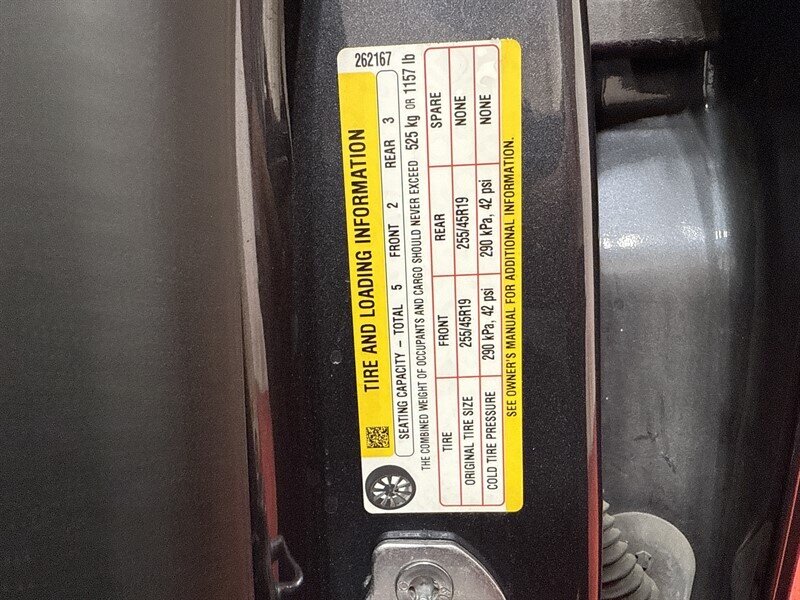 262167
TIRE AND LOADING INFORMATION
SEATING CAPACITY – TOTAL 5 FRONT 2 REAR 3
THE COMBINED WEIGHT OF OCCUPANTS AND CARGO SHOULD NEVER EXCEED 525 kg OR 1157 lb
TIRE FRONT REAR SPARE
ORIGINAL TIRE SIZE 255/45R19 255/45R19 NONE
COLD TIRE PRESSURE 290 kPa, 42 psi 290 kPa, 42 psi NONE
SEE OWNER'S MANUAL FOR ADDITIONAL INFORMATION.